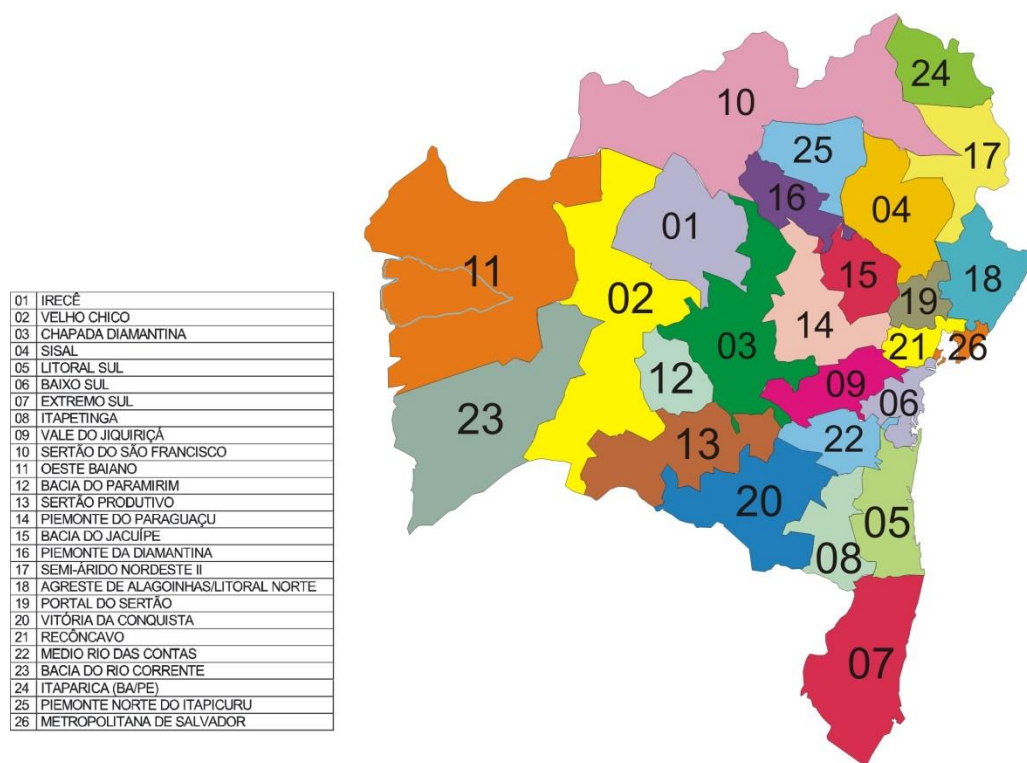 10
24
25
17
16
04
01
11
15
18
02
19
14
03
21
26
12
09
06
23
13
22
20
05
08
07
01 IRECÊ
02 VELHO CHICO
03 CHAPADA DIAMANTINA
04 SISAL
05 LITORAL SUL
06 BAIXO SUL
07 EXTREMO SUL
08 ITAPETINGA
09 VALE DO JIQUIRIÇÁ
10 SERTÃO DO SÃO FRANCISCO
11 OESTE BAIANO
12 BACIA DO PARAMIRIM
13 SERTÃO PRODUTIVO
14 PIEMONTE DO PARAGUAÇU
15 BACIA DO JACUÍPE
16 PIEMONTE DA DIAMANTINA
17 SEMI-ÁRIDO NORDESTE II
18 AGRESTE DE ALAGOINHAS/LITORAL NORTE
19 PORTAL DO SERTÃO
20 VITÓRIA DA CONQUISTA
21 RECÔNCAVO
22 MEDIO RIO DAS CONTAS
23 BACIA DO RIO CORRENTE
24 ITAPARICA (BA/PE)
25 PIEMONTE NORTE DO ITAPICURU
26 METROPOLITANA DE SALVADOR